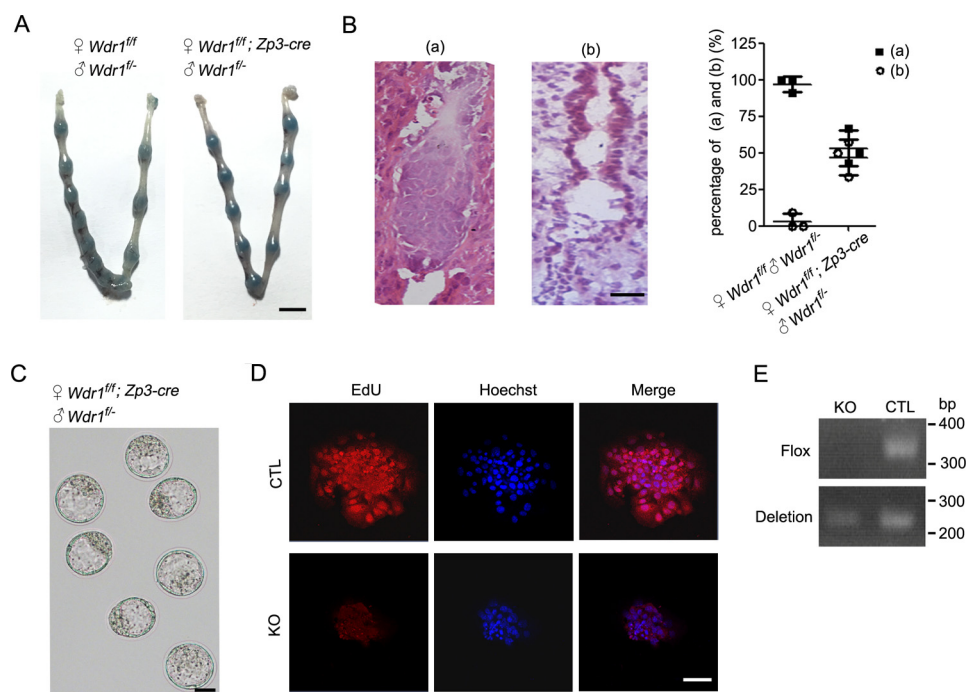 A
♀ Wdr1f/f
♂ Wdr1f/-
♀ Wdr1f/f; Zp3-cre
♂ Wdr1f/-
B
(a)
(b)
percentage of (a) and (b) (%)
125
100
75
50
25
0
(a)
(b)
♀ Wdr1f/f ♂ Wdr1f/-
♀ Wdr1f/f; Zp3-cre
♂ Wdr1f/-
C
♀ Wdr1f/f; Zp3-cre
♂ Wdr1f/-
D
EdU
Hoechst
Merge
CTL
KO
E
KO
CTL
bp
400
Flox
300
300
Deletion
200